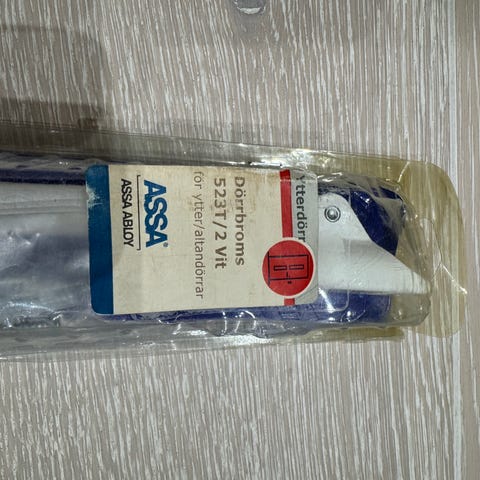 Ytterdörr
Dörrbroms
523T/2 Vit
för ytter/altandörrar
ASSA®
ASSA ABLOY